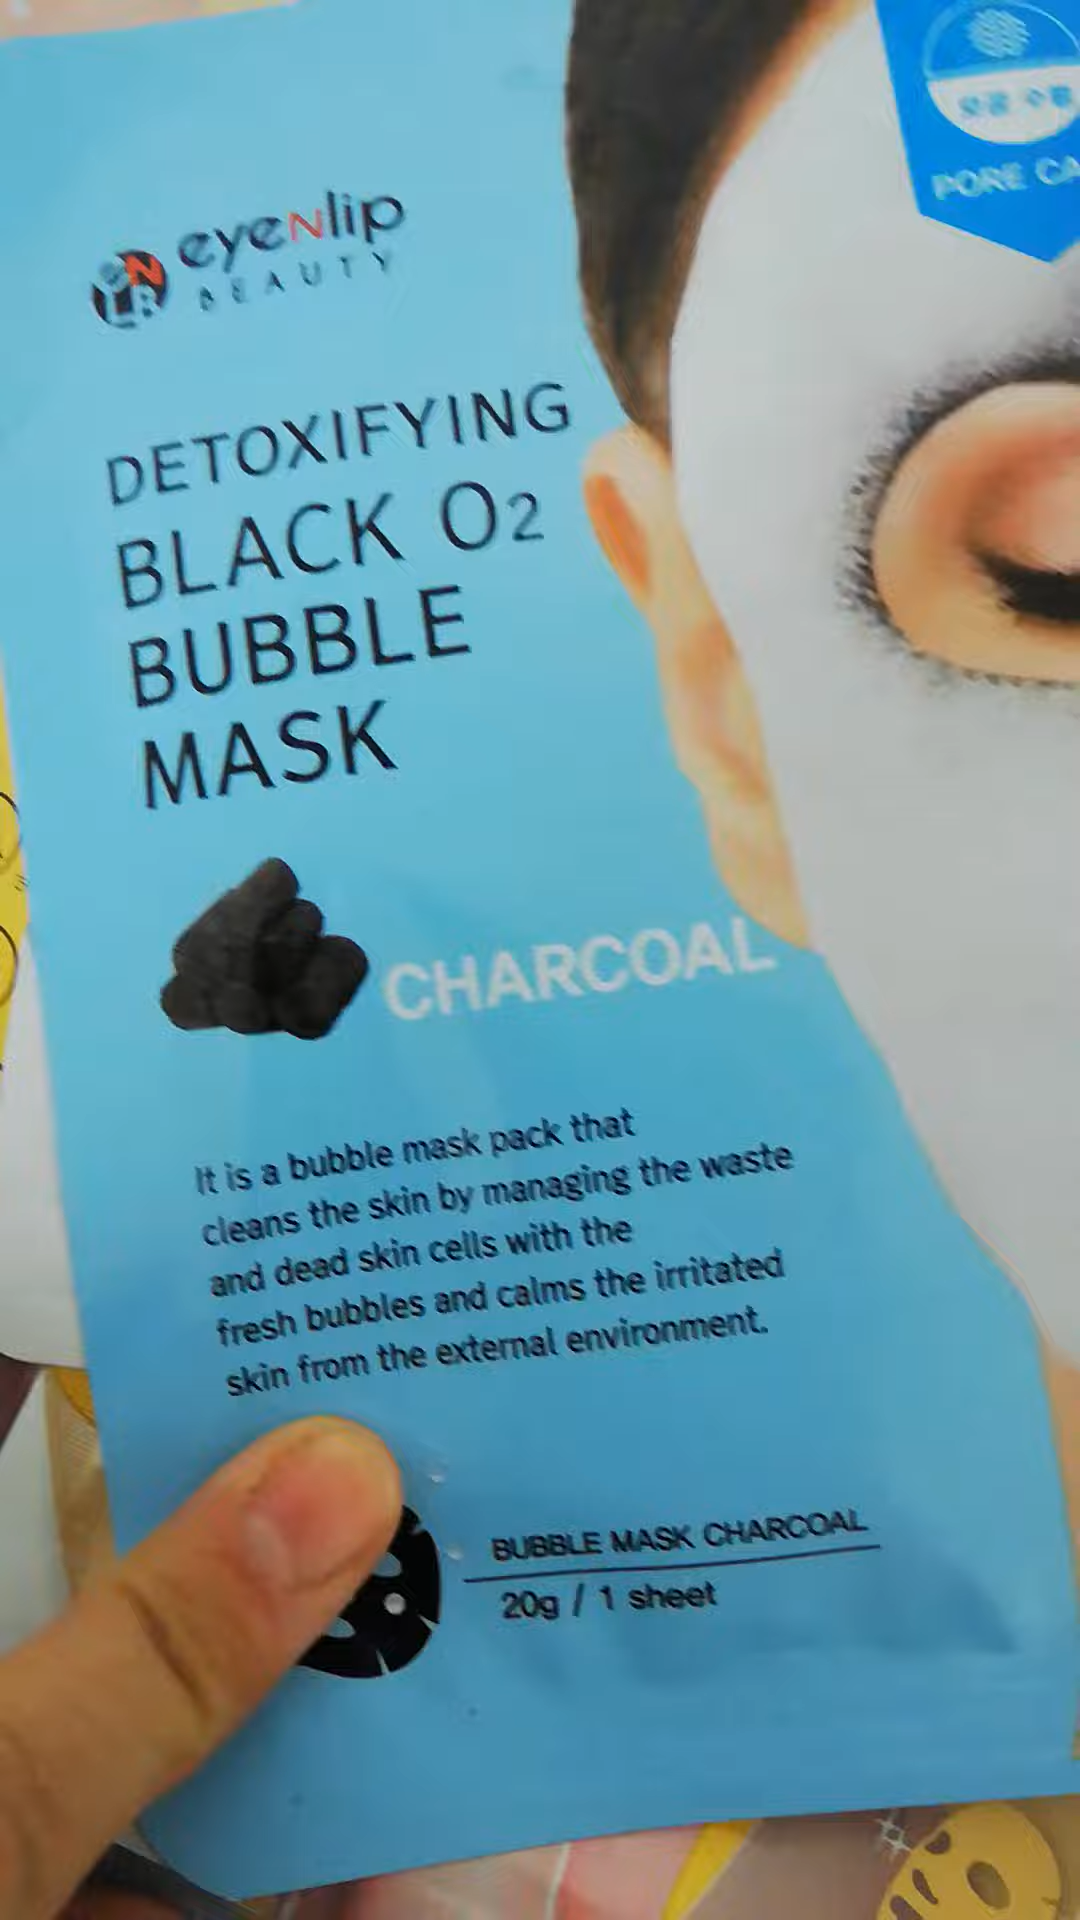 PORE CA
eyeNlip
BEAUTY
DETOXIFYING
BLACK O2
BUBBLE
MASK
CHARCOAL
It is a bubble mask pack that
cleans the skin by managing the waste
and dead skin cells with the
fresh bubbles and calms the irritated
skin from the external environment.
BUBBLE MASK CHARCOAL
20g / 1 sheet